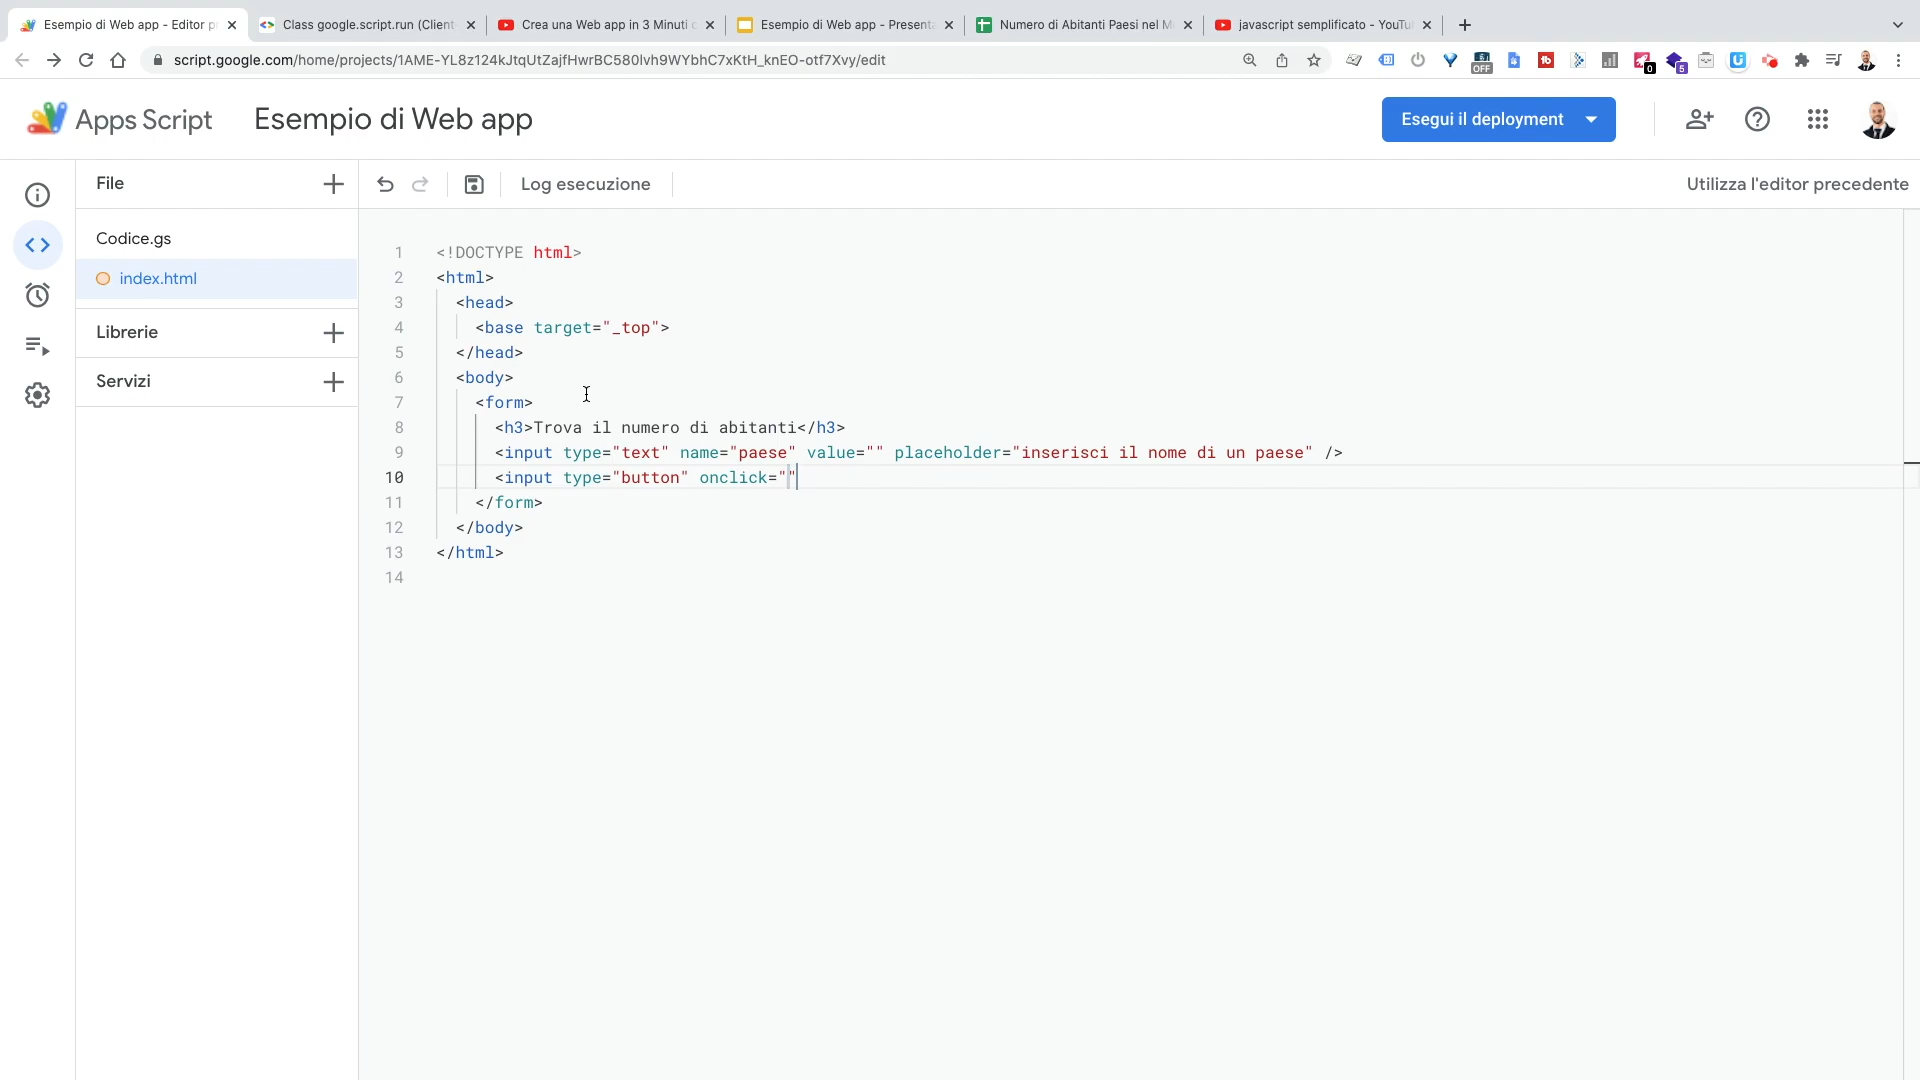 Esempio di Web app - Editor p
Class google.script.run (Client-
Crea una Web app in 3 Minuti c
Esempio di Web app - Present
Numero di Abitanti Paesi nel M
javascript semplificato - YouTu
script.google.com/home/projects/1AME-YL8z124kJtqUtZajfHwrBC580lvh9WYbhC7xKtH_knEO-otf7Xvy/edit
OFF
0
5
Apps Script
Esempio di Web app
Esegui il deployment
File
Log esecuzione
Utilizza l'editor precedente
Codice.gs
index.html
Librerie
Servizi
1 <!DOCTYPE html>
2 <html>
3 <head>
4 <base target="_top">
5 </head>
6 <body>
7 <form>
8 <h3>Trova il numero di abitanti</h3>
9 <input type="text" name="paese" value="" placeholder="inserisci il nome di un paese" />
10 <input type="button" onclick=""
11 </form>
12 </body>
13 </html>
14